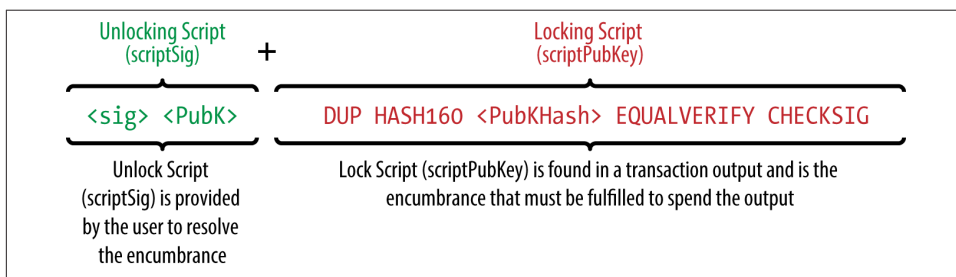 Unlocking Script
(scriptSig)
+
Locking Script
(scriptPubKey)
<sig> <PubK>
DUP HASH160 <PubKHash> EQUALVERIFY CHECKSIG
Unlock Script
(scriptSig) is provided
by the user to resolve
the encumbrance
Lock Script (scriptPubKey) is found in a transaction output and is the
encumbrance that must be fulfilled to spend the output